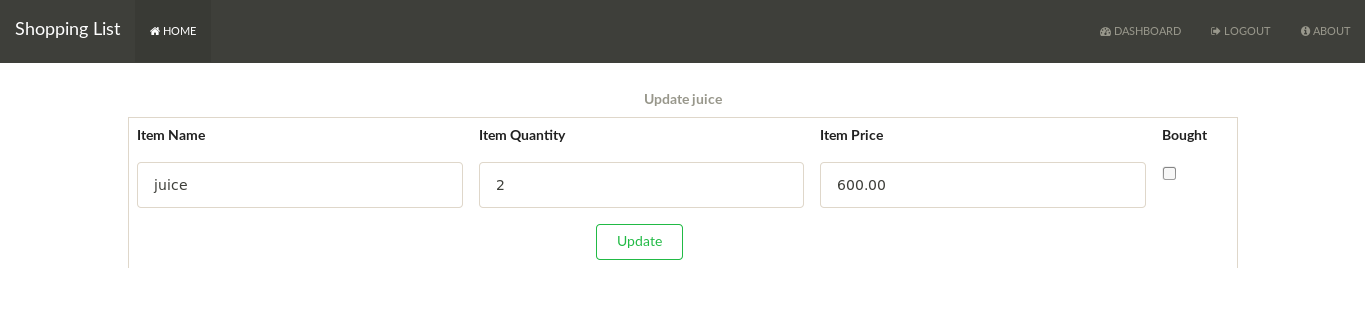 Shopping List HOME DASHBOARD LOGOUT ABOUT
Update juice
Item Name Item Quantity Item Price Bought
juice 2 600.00
Update